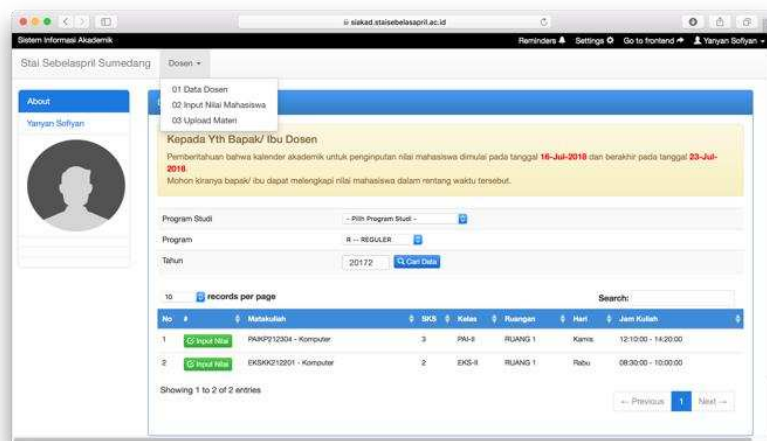 siakad.staisebelasapril.ac.id
Sistem Informasi Akademik Reminders Settings Go to frontend Yanyan Sofiyan
Stai Sebelaspril Sumedang Dosen
01 Data Dosen
02 Input Nilai Mahasiswa
03 Upload Materi
About
Yanyan Sofiyan
Kepada Yth Bapak/ Ibu Dosen
Pemberitahuan bahwa kalender akademik untuk penginputan nilai mahasiswa dimulai pada tanggal 16-Jul-2018 dan berakhir pada tanggal 23-Jul-
2018.
Mohon kiranya bapak/ ibu dapat melengkapi nilai mahasiswa dalam rentang waktu tersebut.
Program Studi - Pilih Program Studi -
Program R -- REGULER
Tahun 20172 Cari Data
10 records per page Search:
No # Matakuliah SKS Kelas Ruangan Hari Jam Kuliah
1 Input Nilai PAIKP212304 - Komputer 3 PAI-II RUANG 1 Kamis 12:10:00 - 14:20:00
2 Input Nilai EKSKK212201 - Komputer 2 EKS-II RUANG 1 Rabu 08:30:00 - 10:00:00
Showing 1 to 2 of 2 entries
← Previous 1 Next →